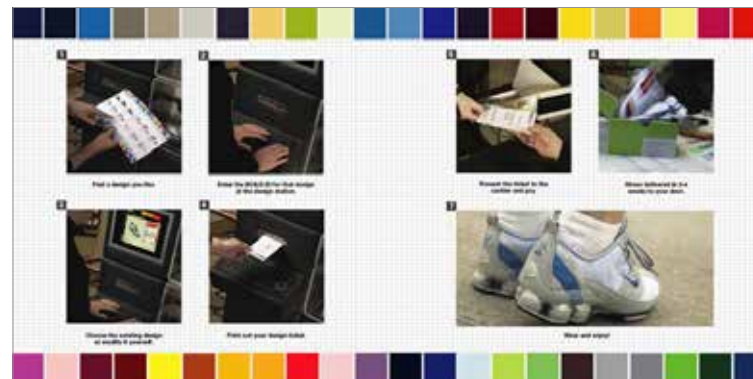 1
Find a design you like.
2
Enter the for that design
at the design station.
3
Choose the existing design
or modify it yourself.
4
Print out your design ticket.
5
Present the ticket to the
cashier and pay.
6
Shoes delivered in 3-4
weeks to your door.
7
Wear and enjoy!